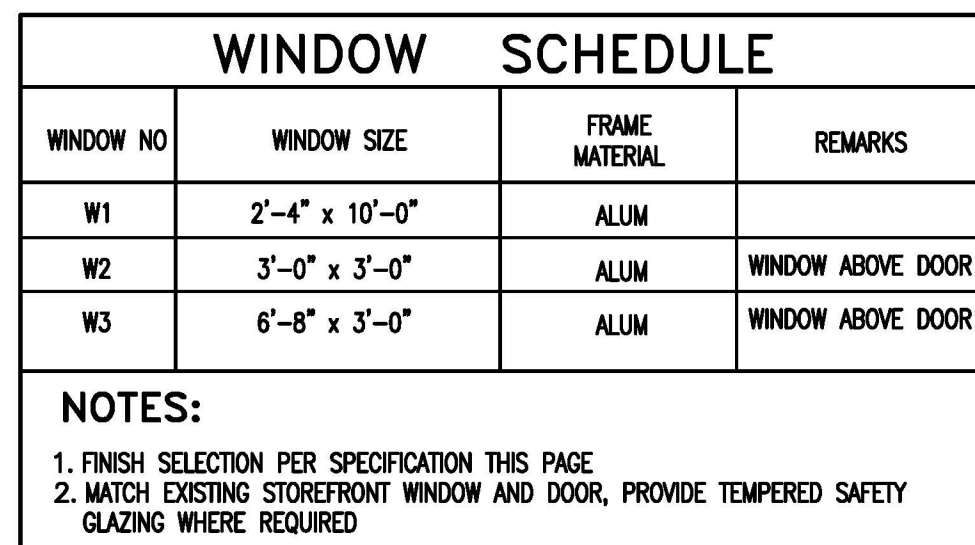 WINDOW SCHEDULE
WINDOW NO WINDOW SIZE FRAME MATERIAL REMARKS
W1 2'-4" x 10'-0" ALUM
W2 3'-0" x 3'-0" ALUM WINDOW ABOVE DOOR
W3 6'-8" x 3'-0" ALUM WINDOW ABOVE DOOR
NOTES:
1. FINISH SELECTION PER SPECIFICATION THIS PAGE
2. MATCH EXISTING STOREFRONT WINDOW AND DOOR, PROVIDE TEMPERED SAFETY
GLAZING WHERE REQUIRED